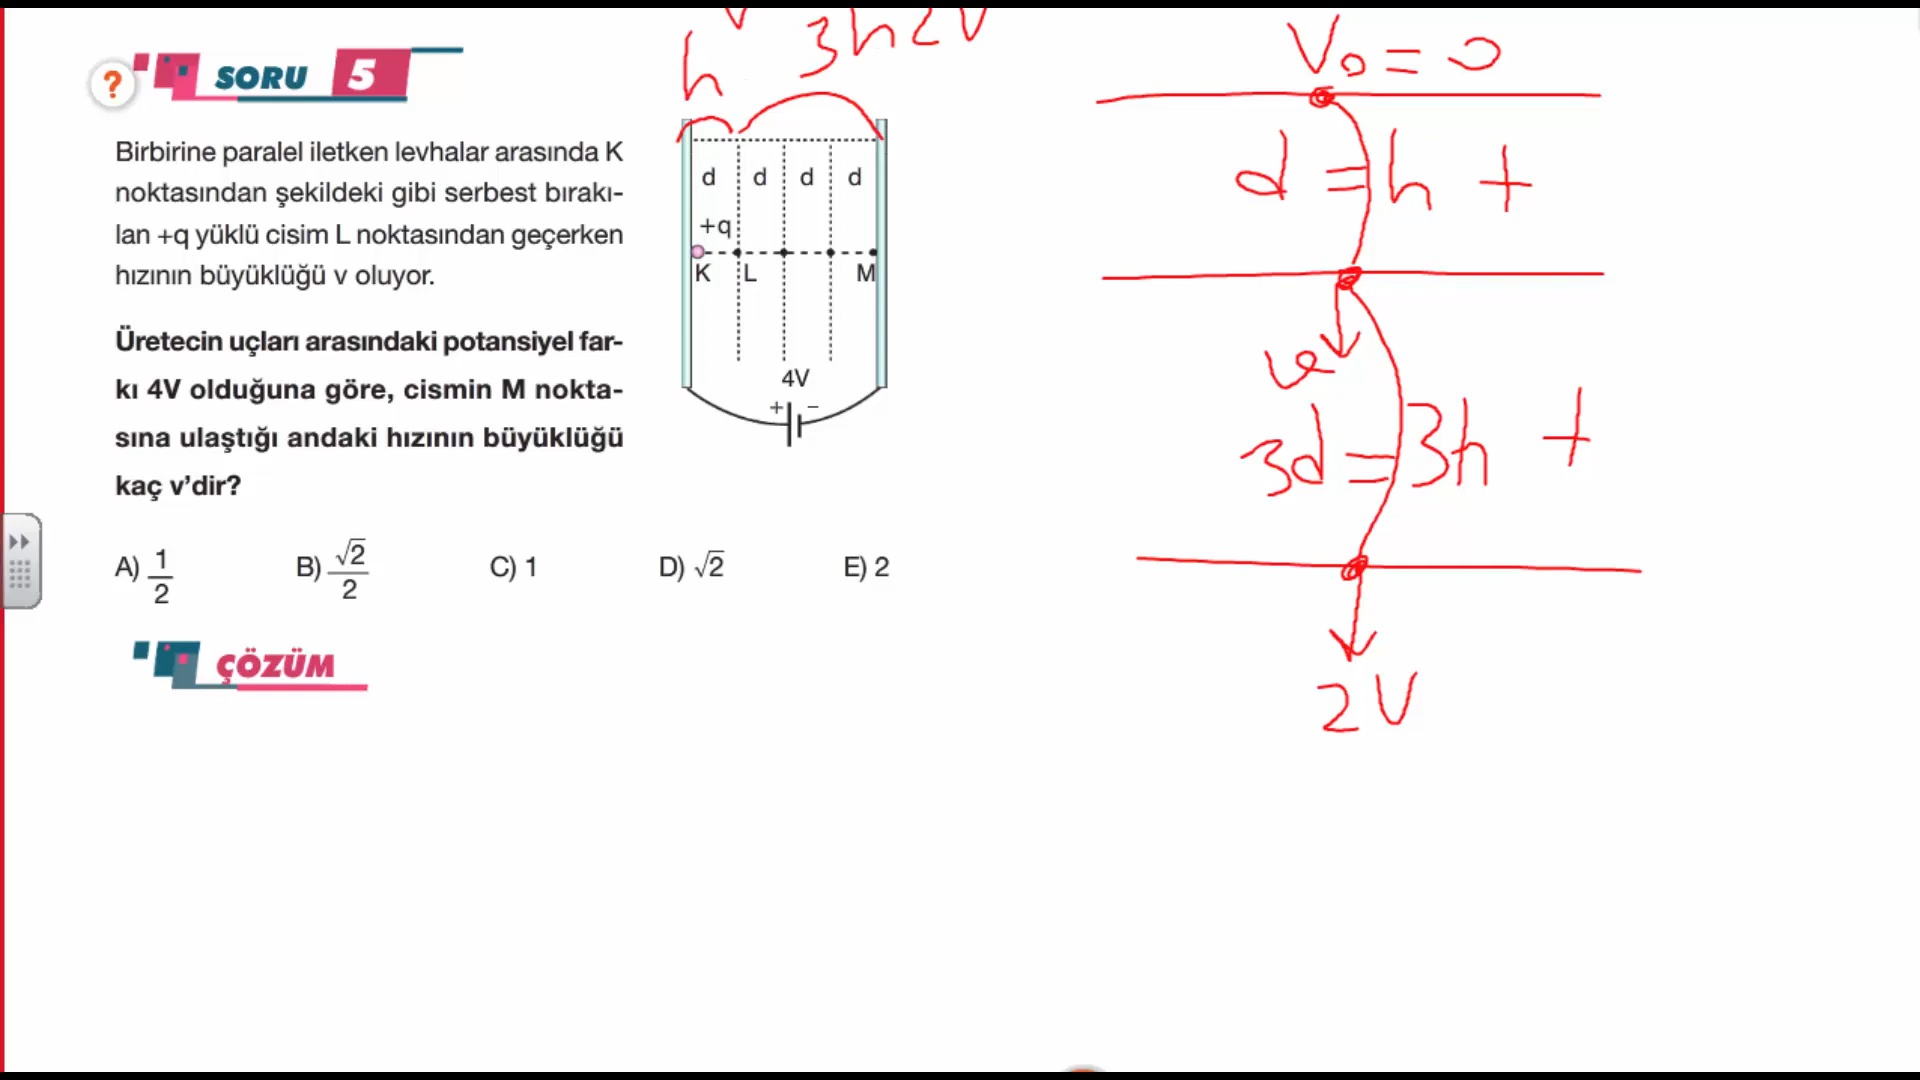 V 3h 2V
h
V₀ = 0
? SORU 5
Birbirine paralel iletken levhalar arasında K
noktasından şekildeki gibi serbest bırakı-
lan +q yüklü cisim L noktasından geçerken
hızının büyüklüğü v oluyor.
Üretecin uçları arasındaki potansiyel far-
kı 4V olduğuna göre, cismin M nokta-
sına ulaştığı andaki hızının büyüklüğü
kaç v'dir?
A) 1/2 B) √2/2 C) 1 D) √2 E) 2
ÇÖZÜM
d d d d
+q
K L M
4V
+ −
d = h t
3d = 3h t
2V